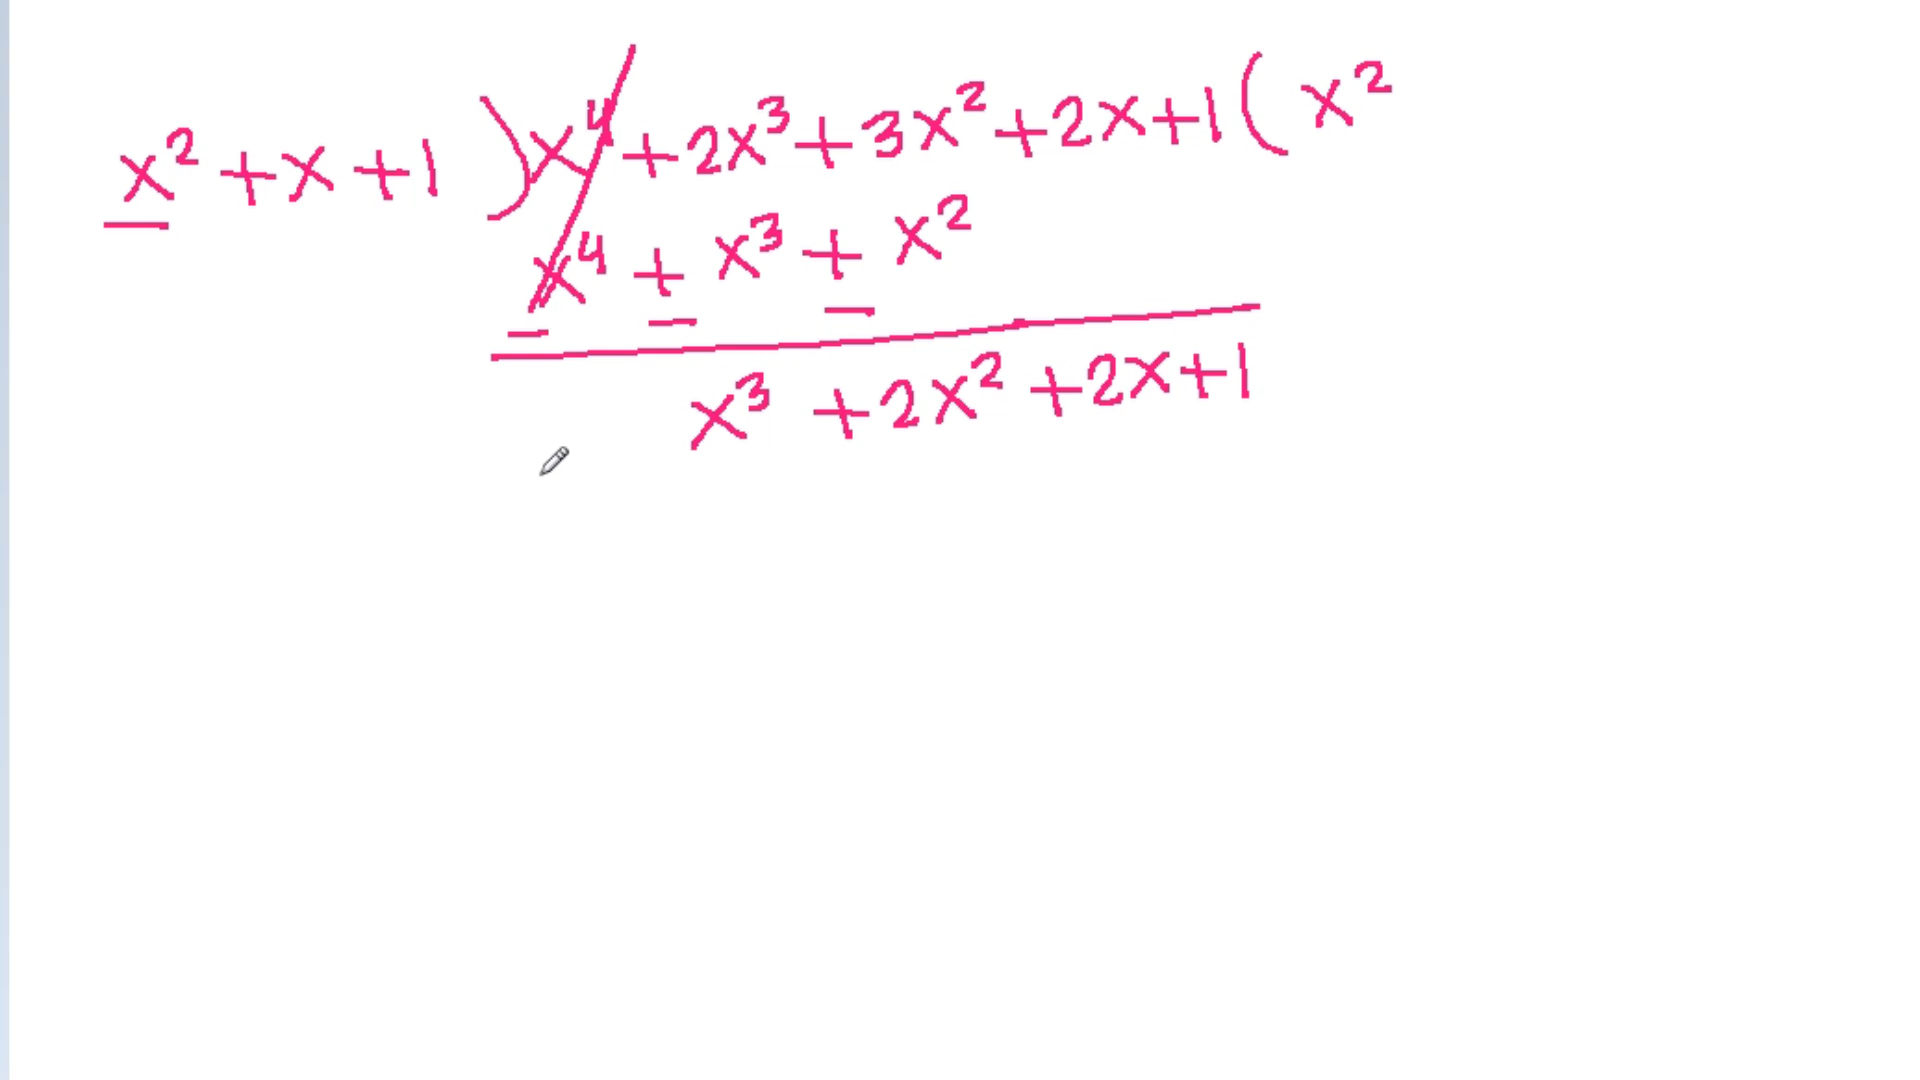 x² + x + 1 ) x⁴ + 2x³ + 3x² + 2x + 1 ( x²
x⁴ + x³ + x²
− − −
x³ + 2x² + 2x + 1